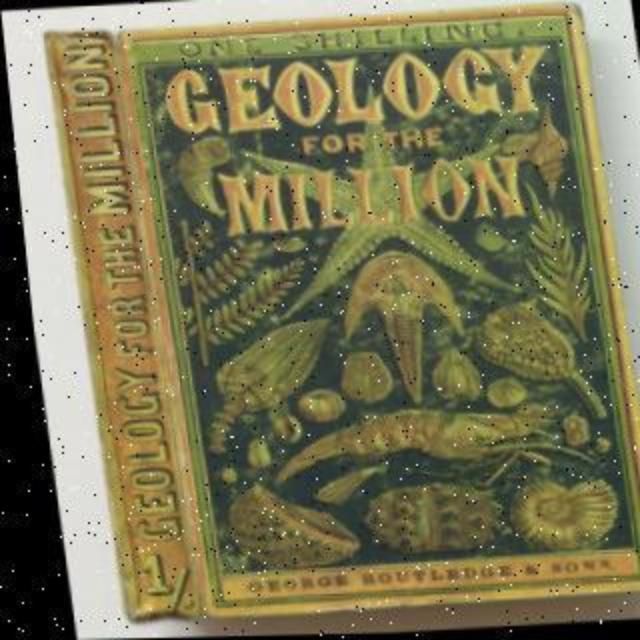 ONE SHILLING.
GEOLOGY
FOR THE
MILLION
GEORGE ROUTLEDGE & SONS
GEOLOGY FOR THE MILLION
1/